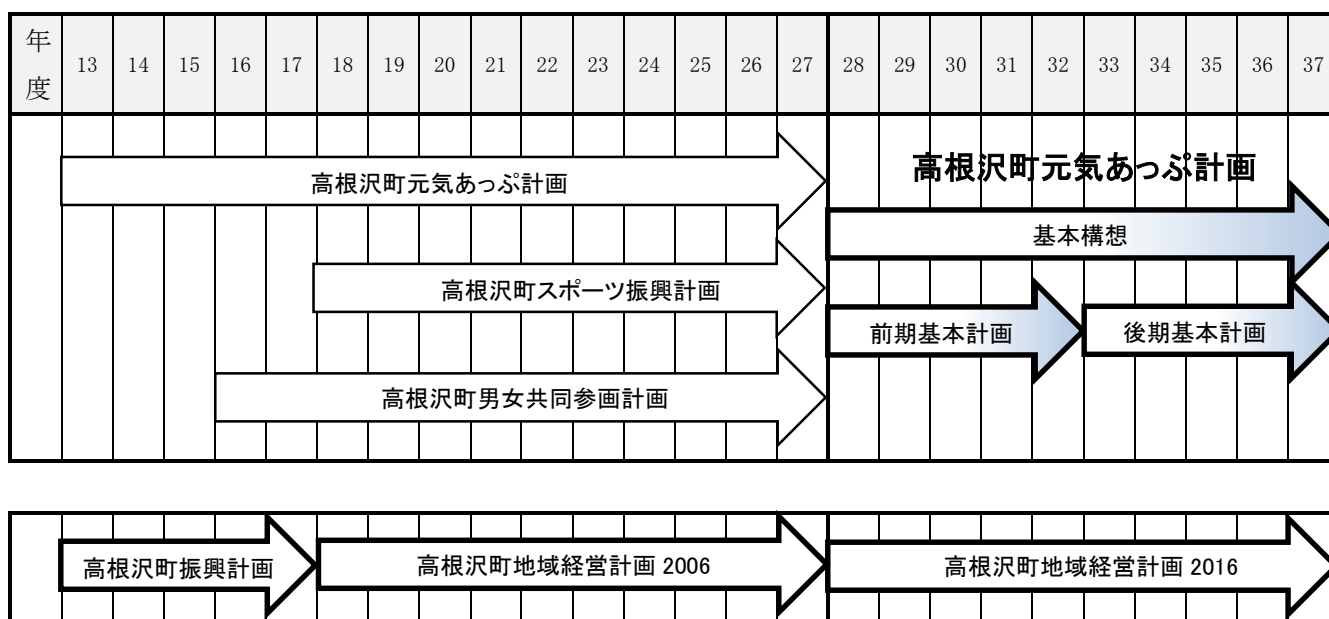 年度 13 14 15 16 17 18 19 20 21 22 23 24 25 26 27 28 29 30 31 32 33 34 35 36 37
高根沢町元気あっぷ計画
高根沢町元気あっぷ計画
基本構想
高根沢町スポーツ振興計画
前期基本計画 後期基本計画
高根沢町男女共同参画計画
高根沢町振興計画 高根沢町地域経営計画 2006 高根沢町地域経営計画 2016